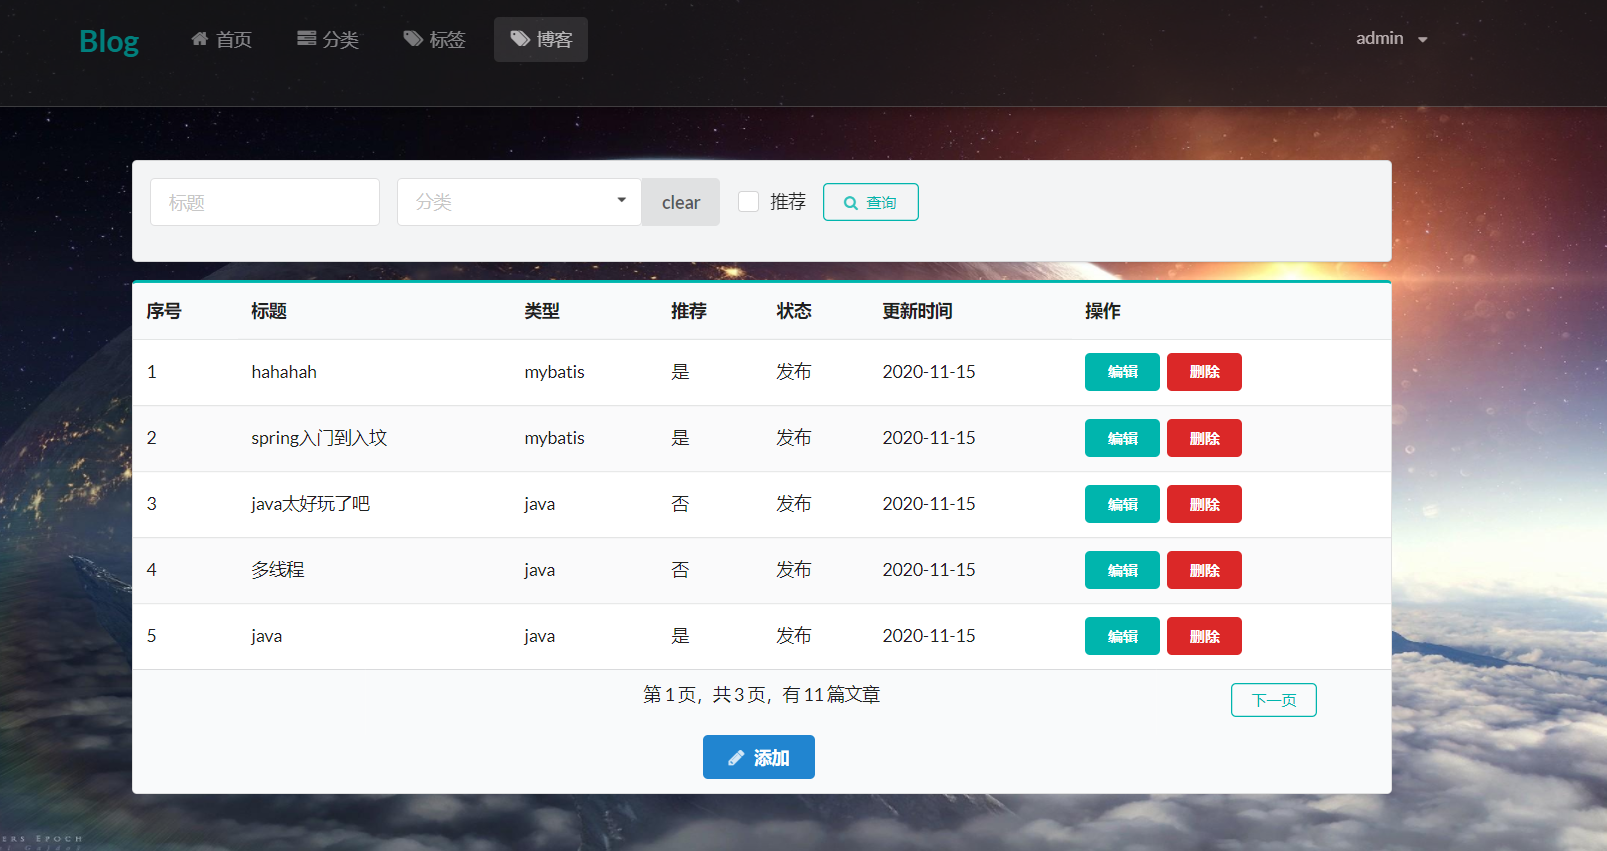 Blog 首页 分类 标签 博客 admin
标题 分类 clear 推荐 查询
序号 标题 类型 推荐 状态 更新时间 操作
1 hahahah mybatis 是 发布 2020-11-15 编辑 删除
2 spring入门到入坟 mybatis 是 发布 2020-11-15 编辑 删除
3 java太好玩了吧 java 否 发布 2020-11-15 编辑 删除
4 多线程 java 否 发布 2020-11-15 编辑 删除
5 java java 是 发布 2020-11-15 编辑 删除
第 1 页，共 3 页，有 11 篇文章 下一页
添加
ERS EPOCH